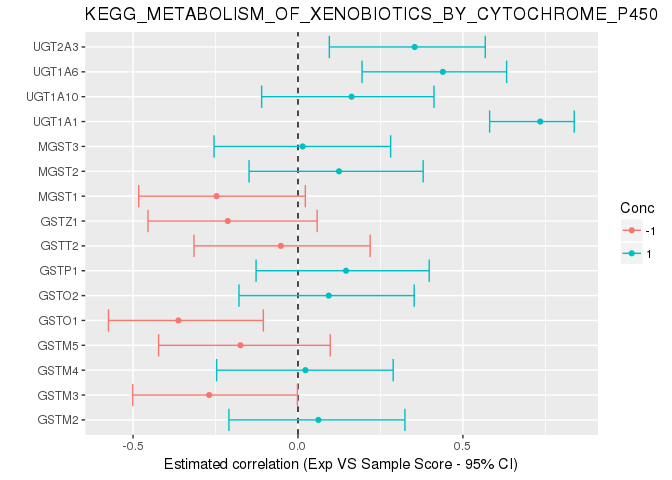 KEGG_METABOLISM_OF_XENOBIOTICS_BY_CYTOCHROME_P450
UGT2A3
UGT1A6
UGT1A10
UGT1A1
MGST3
MGST2
MGST1
GSTZ1
GSTT2
GSTP1
GSTO2
GSTO1
GSTM5
GSTM4
GSTM3
GSTM2
-0.5
0.0
0.5
Estimated correlation (Exp VS Sample Score - 95% CI)
Conc
-1
1